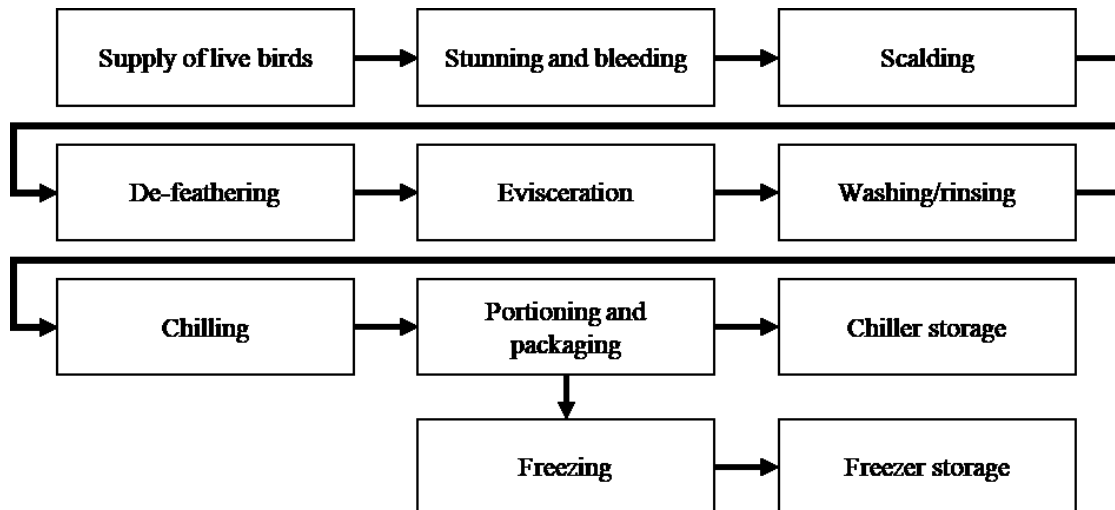 Supply of live birds
Stunning and bleeding
Scalding
De-feathering
Evisceration
Washing/rinsing
Chilling
Portioning and
packaging
Chiller storage
Freezing
Freezer storage